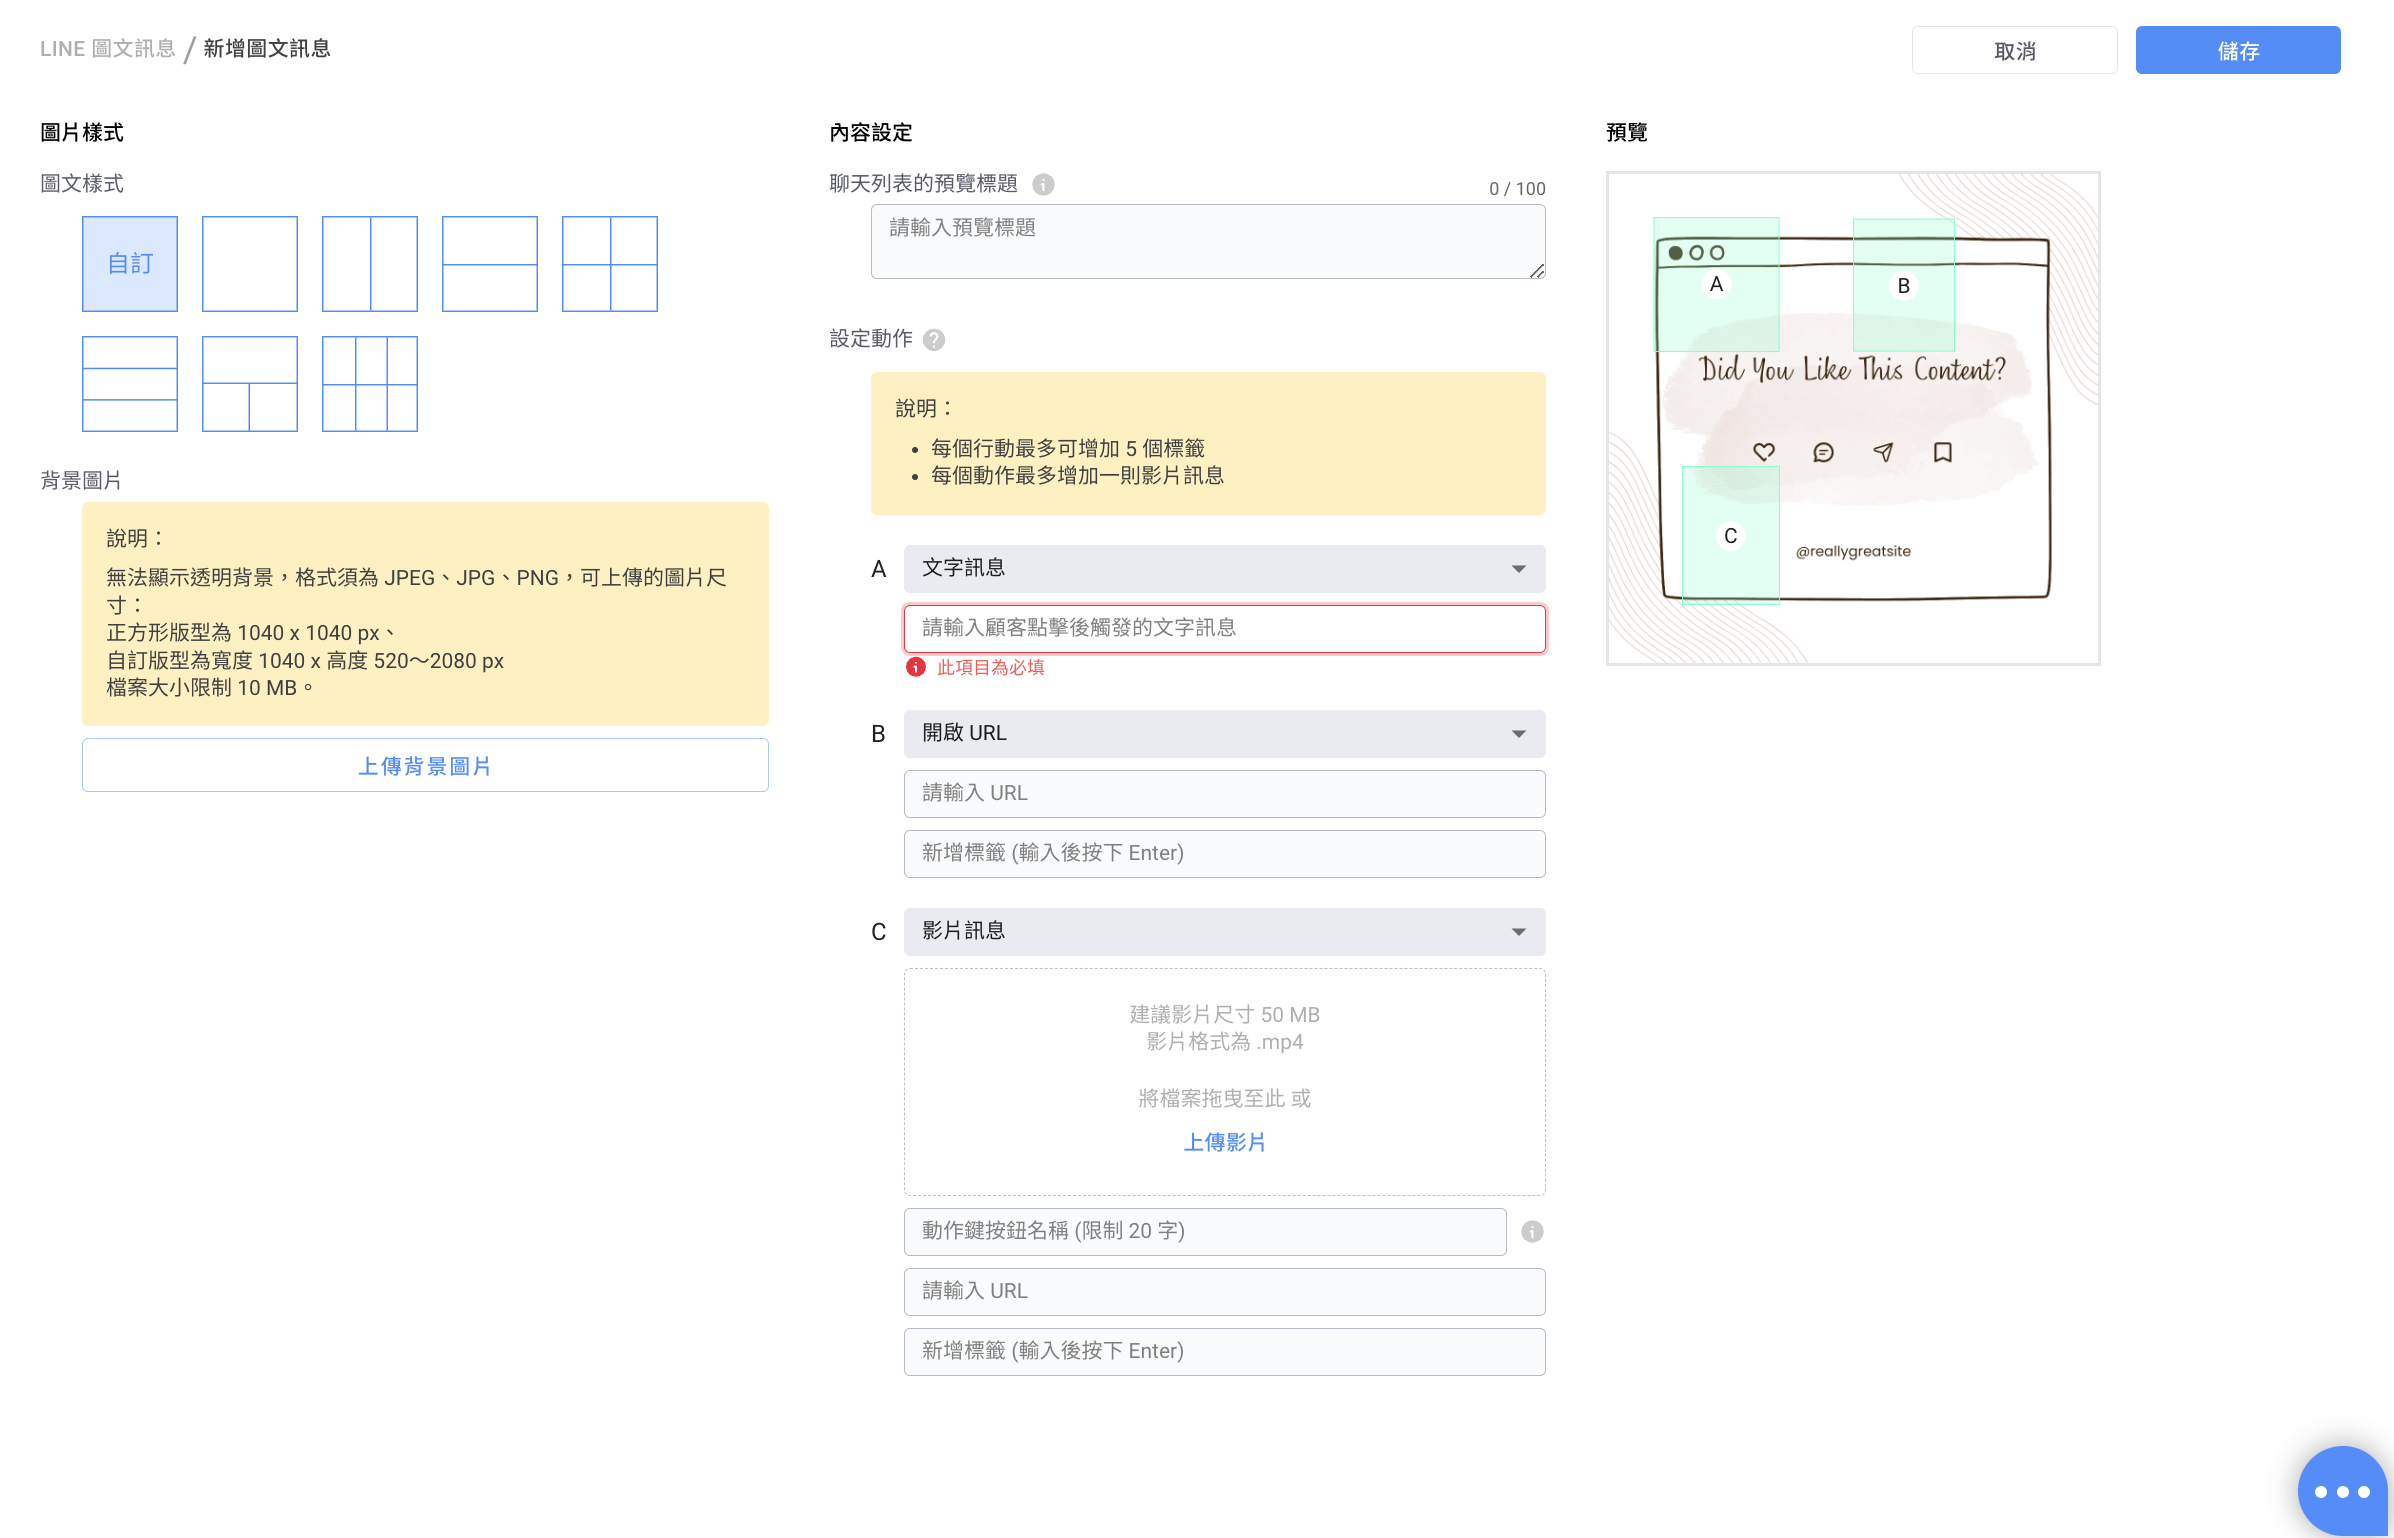 LINE 圖文訊息 / 新增圖文訊息
取消
儲存
圖片樣式
圖文樣式
自訂
背景圖片
說明：
無法顯示透明背景，格式須為 JPEG、JPG、PNG，可上傳的圖片尺
寸：
正方形版型為 1040 x 1040 px、
自訂版型為寬度 1040 x 高度 520～2080 px
檔案大小限制 10 MB。
上傳背景圖片
內容設定
聊天列表的預覽標題
0 / 100
請輸入預覽標題
設定動作
說明：
• 每個行動最多可增加 5 個標籤
• 每個動作最多增加一則影片訊息
A 文字訊息
請輸入顧客點擊後觸發的文字訊息
此項目為必填
B 開啟 URL
請輸入 URL
新增標籤 (輸入後按下 Enter)
C 影片訊息
建議影片尺寸 50 MB
影片格式為 .mp4
將檔案拖曳至此 或
上傳影片
動作鍵按鈕名稱 (限制 20 字)
請輸入 URL
新增標籤 (輸入後按下 Enter)
預覽
A
B
Did You Like This Content?
C
@reallygreatsite